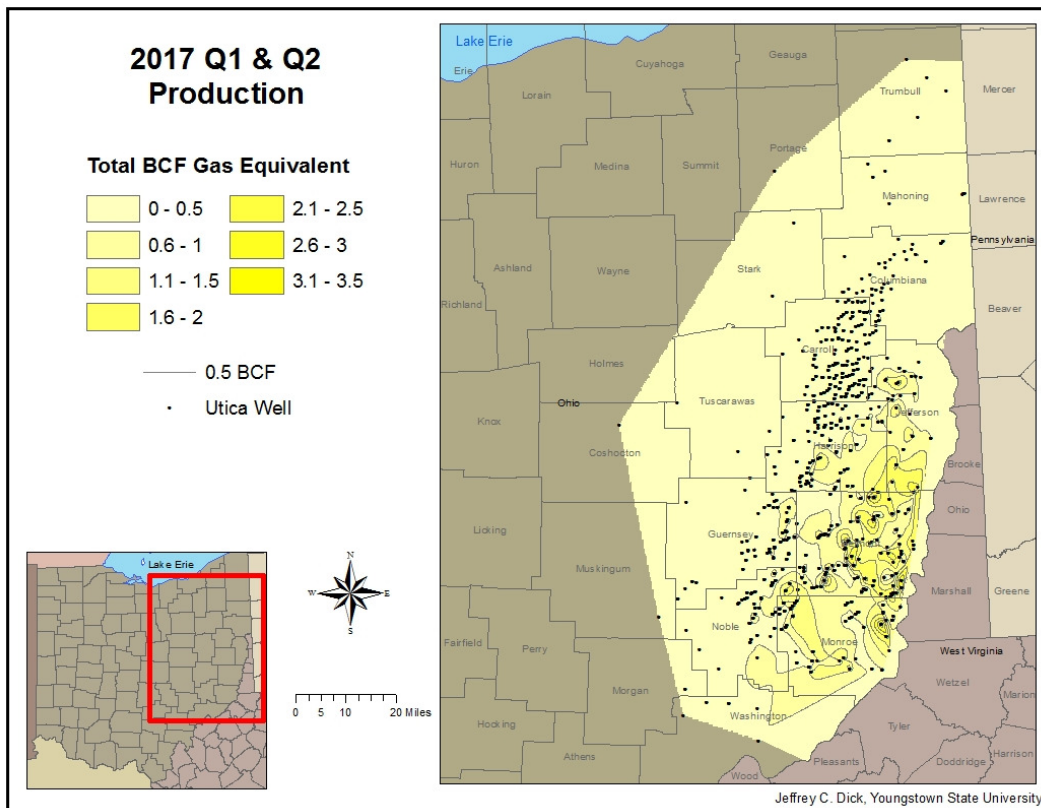 2017 Q1 & Q2
Production
Total BCF Gas Equivalent
0 - 0.5
0.6 - 1
1.1 - 1.5
1.6 - 2
2.1 - 2.5
2.6 - 3
3.1 - 3.5
0.5 BCF
Utica Well
Lake Erie
N
W
E
S
0 5 10 20 Miles
Lake Erie
Erie
Lorain
Cuyahoga
Geauga
Trumbull
Mercer
Huron
Medina
Summit
Portage
Mahoning
Lawrence
Pennsylvania
Ashland
Wayne
Stark
Columbiana
Richland
Beaver
Holmes
Carroll
Ohio
Tuscarawas
Jefferson
Knox
Coshocton
Harrison
Brooke
Ohio
Licking
Guernsey
Belmont
Muskingum
Marshall
Greene
Noble
Monroe
Fairfield
Perry
West Virginia
Wetzel
Marion
Morgan
Washington
Tyler
Hocking
Athens
Harrison
Wood
Pleasants
Doddridge
Jeffrey C. Dick, Youngstown State University